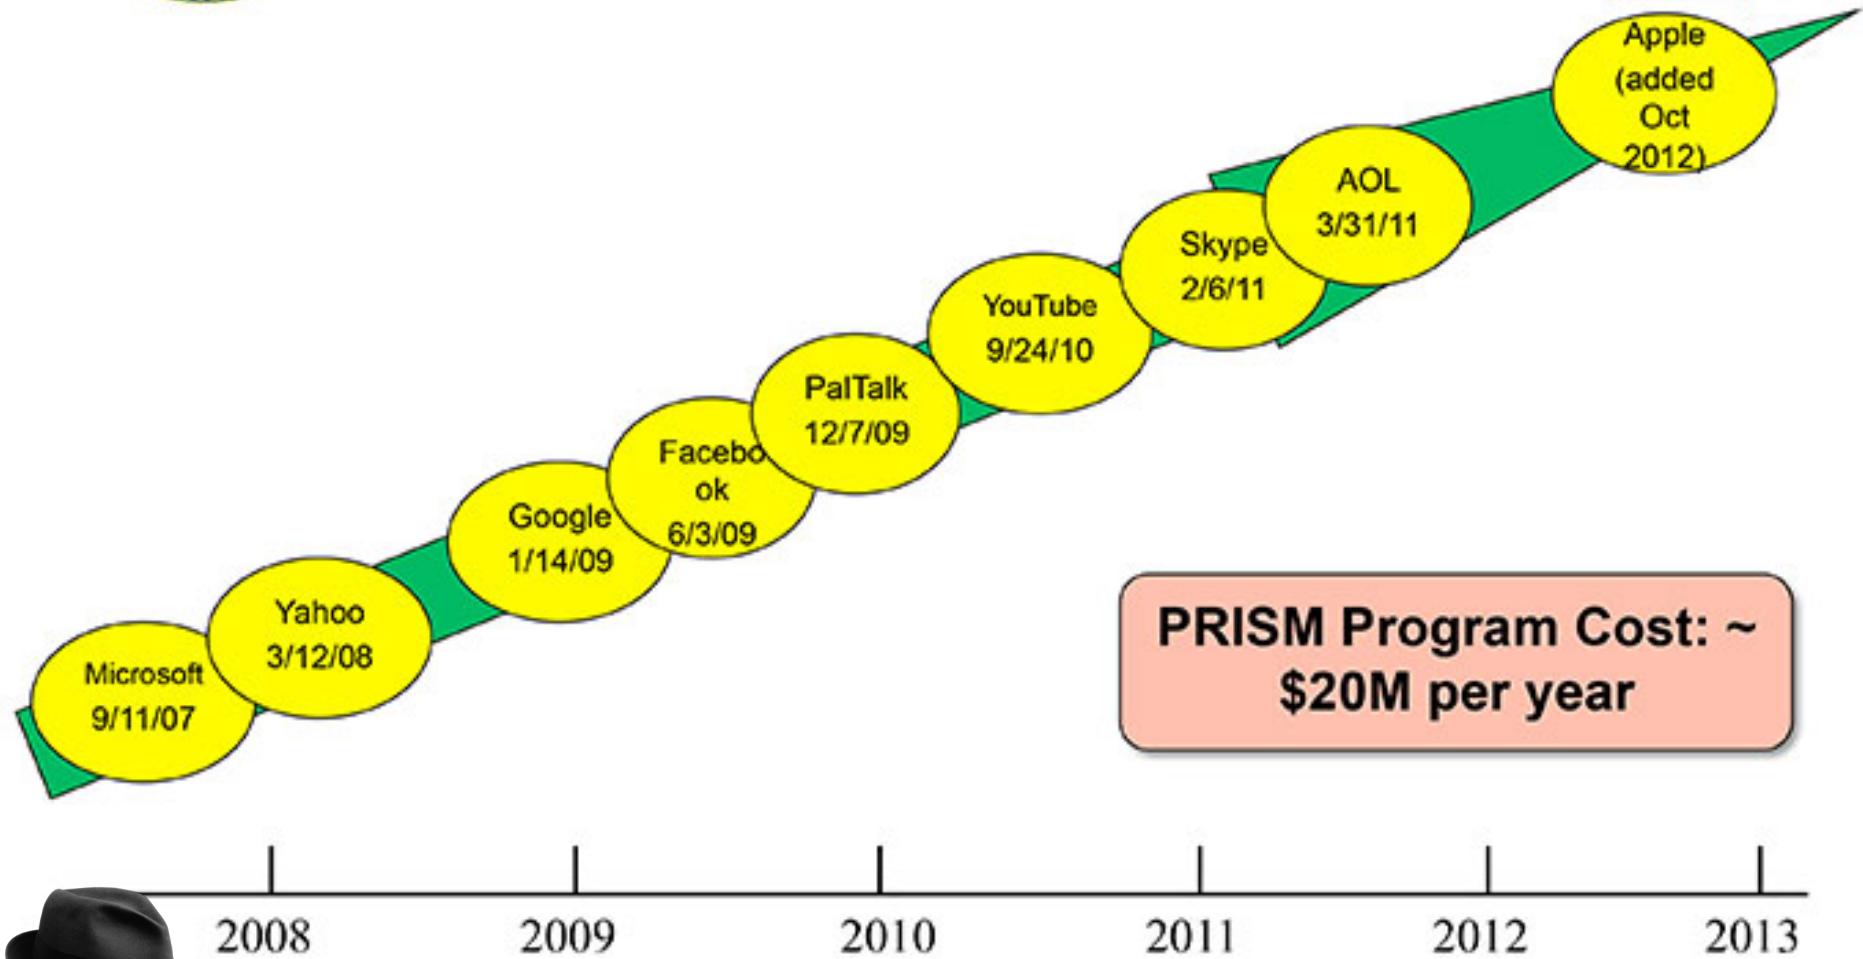 Apple
(added
Oct
2012)
AOL
3/31/11
Skype
2/6/11
YouTube
9/24/10
PalTalk
12/7/09
Facebo
ok
6/3/09
Google
1/14/09
Yahoo
3/12/08
Microsoft
9/11/07
PRISM Program Cost: ~
$20M per year
2008
2009
2010
2011
2012
2013